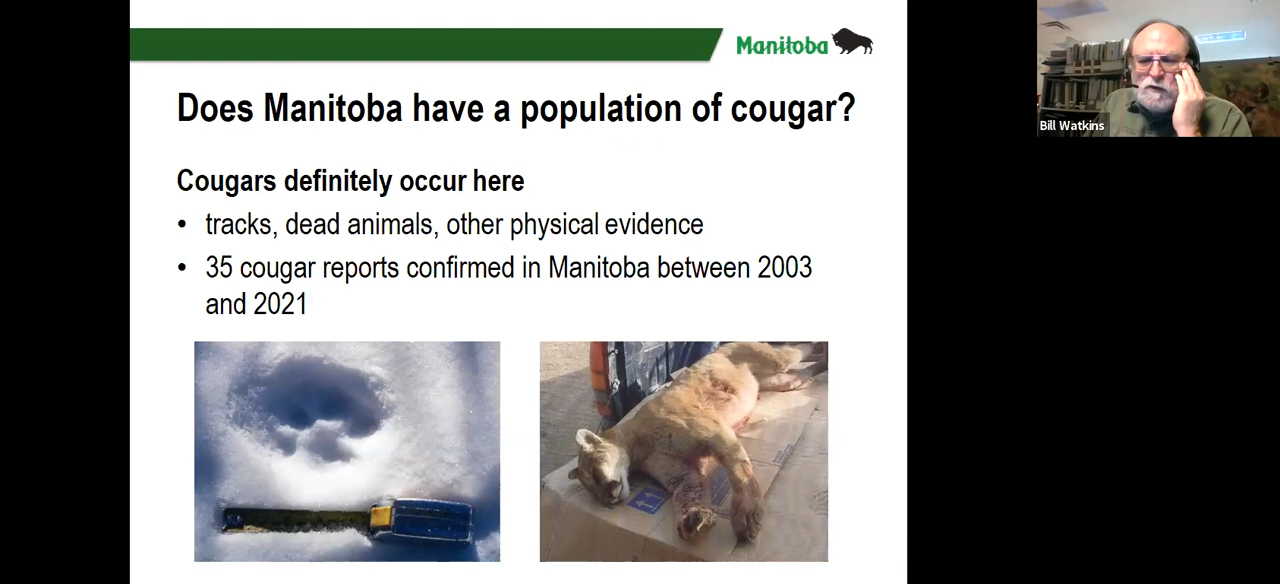 Manitoba
Does Manitoba have a population of cougar?
Cougars definitely occur here
• tracks, dead animals, other physical evidence
• 35 cougar reports confirmed in Manitoba between 2003
and 2021
Bill Watkins